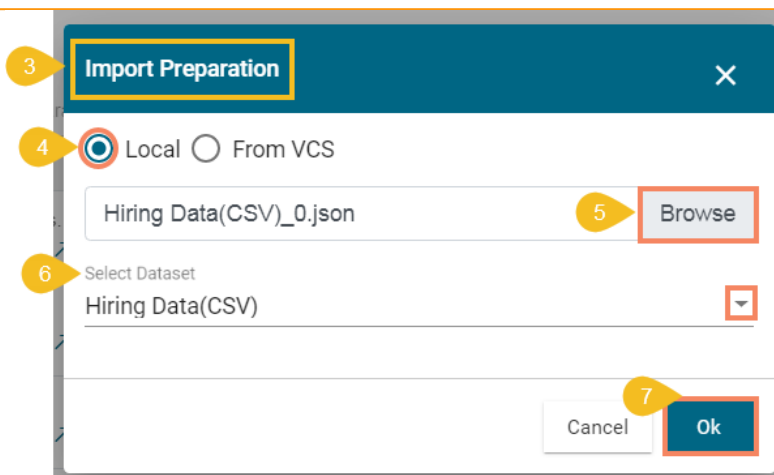 3 Import Preparation
4 Local From VCS
Hiring Data(CSV)_0.json 5 Browse
6 Select Dataset
Hiring Data(CSV)
7
Cancel Ok